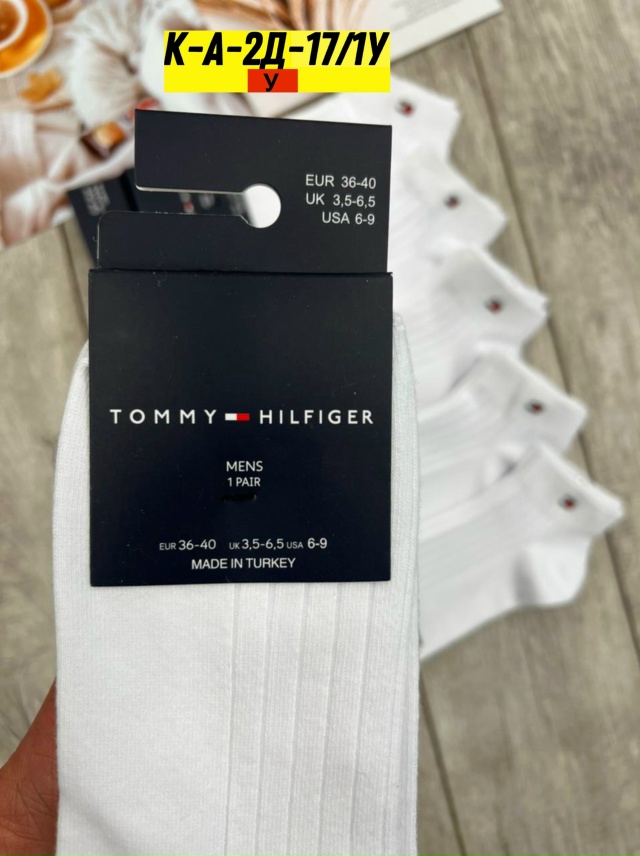 К-А-2Д-17/1У
У
EUR 36-40
UK 3,5-6,5
USA 6-9
TOMMY HILFIGER
MENS
1 PAIR
EUR 36-40 UK 3,5-6,5 USA 6-9
MADE IN TURKEY